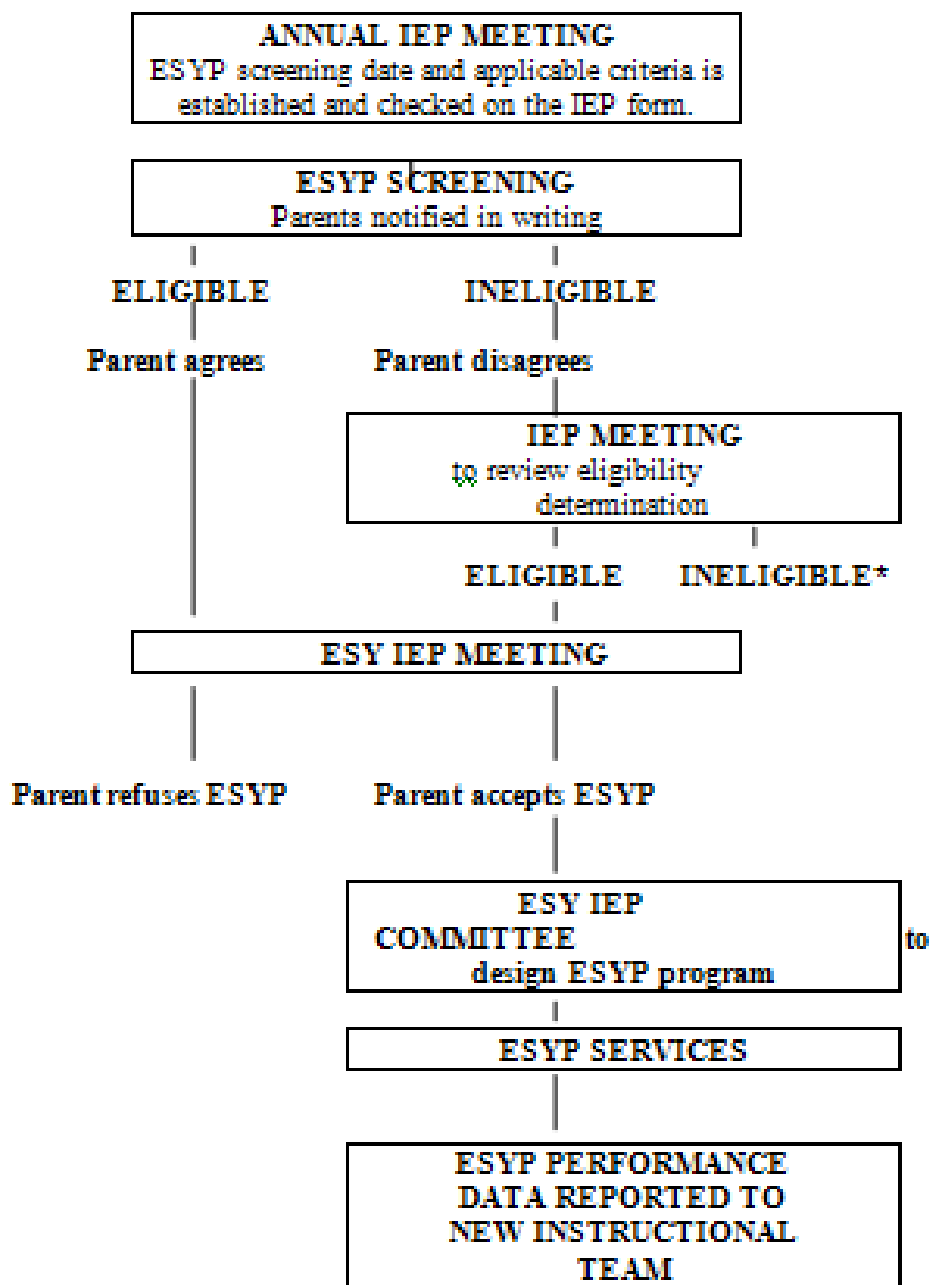 ANNUAL IEP MEETING
ESYP screening date and applicable criteria is
established and checked on the IEP form.
ESYP SCREENING
Parents notified in writing
ELIGIBLE
INELIGIBLE
Parent agrees
Parent disagrees
IEP MEETING
to review eligibility
determination
ELIGIBLE
INELIGIBLE*
ESY IEP MEETING
Parent refuses ESYP
Parent accepts ESYP
ESY IEP
COMMITTEE to
design ESYP program
ESYP SERVICES
ESYP PERFORMANCE
DATA REPORTED TO
NEW INSTRUCTIONAL
TEAM